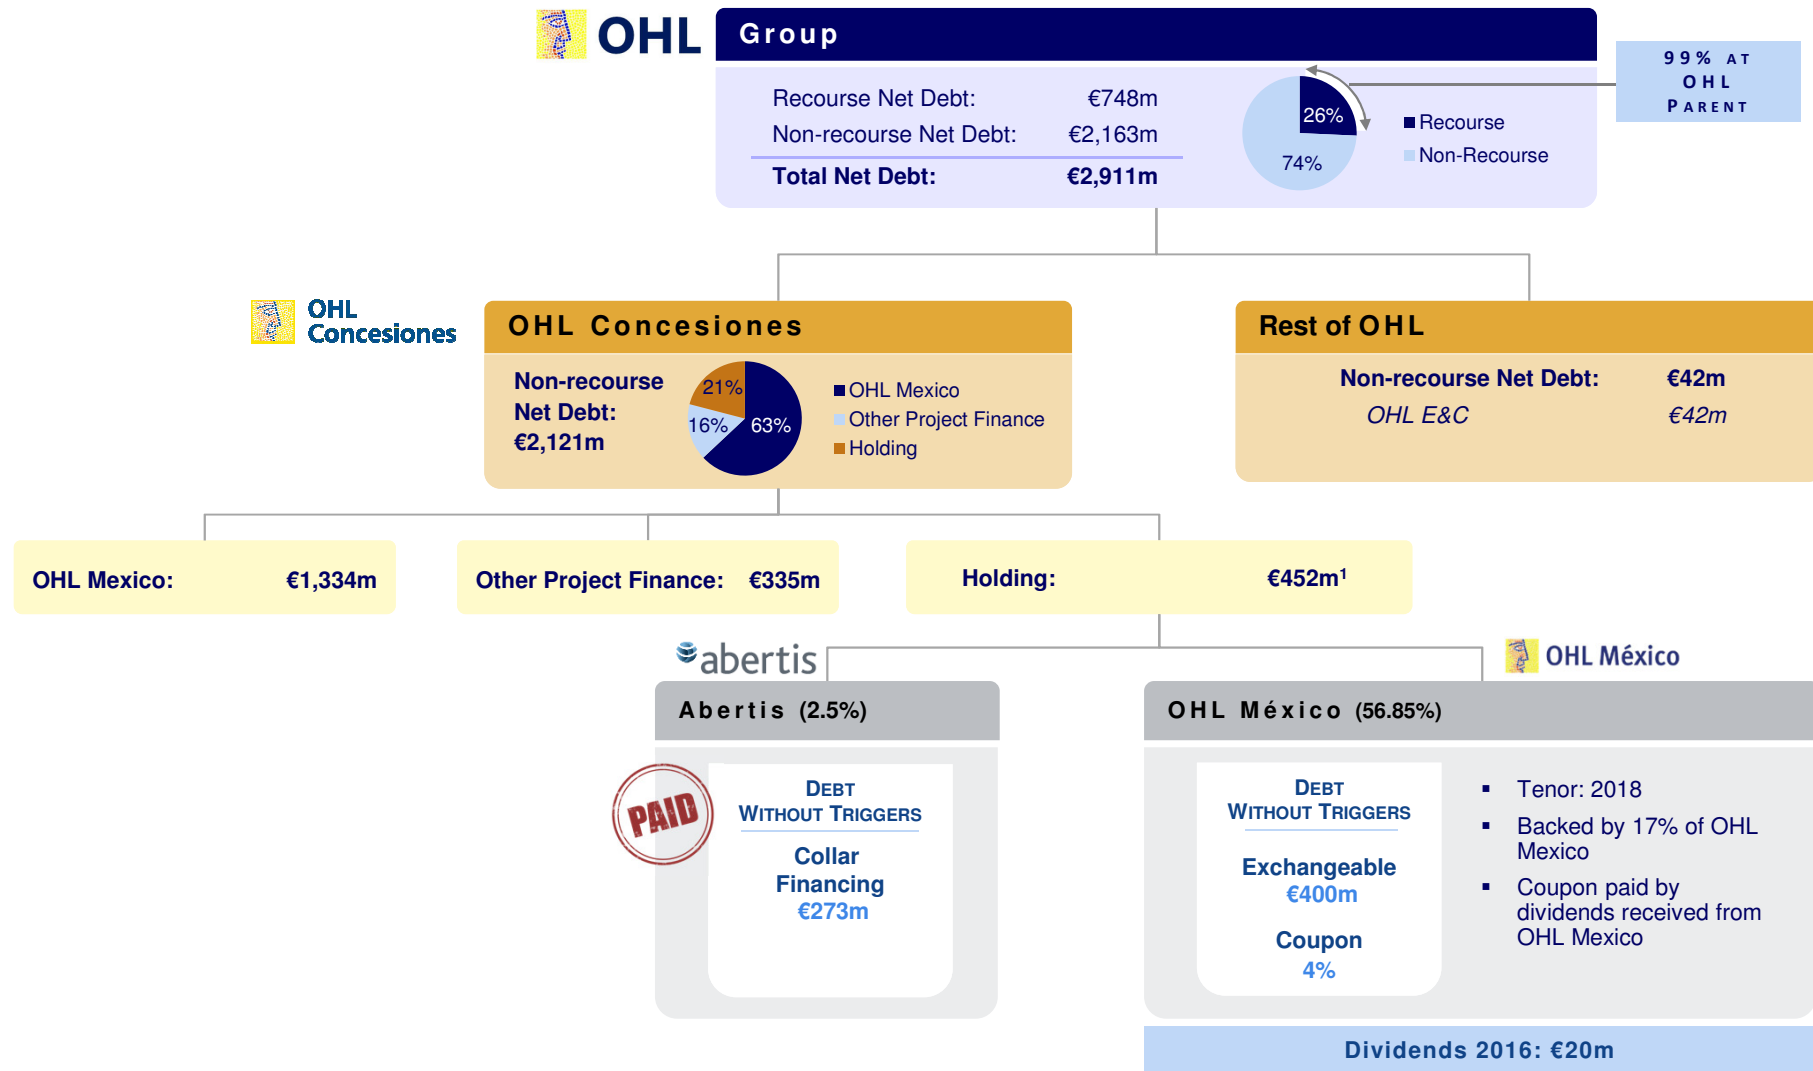 OHL
Group
99% AT
OHL
PARENT
Recourse Net Debt: €748m
Non-recourse Net Debt: €2,163m
Total Net Debt: €2,911m
26%
74%
Recourse
Non-Recourse
OHL
Concesiones
OHL Concesiones
Non-recourse
Net Debt:
€2,121m
21%
16%
63%
OHL Mexico
Other Project Finance
Holding
Rest of OHL
Non-recourse Net Debt: €42m
OHL E&C €42m
OHL Mexico: €1,334m
Other Project Finance: €335m
Holding: €452m¹
abertis
Abertis (2.5%)
PAID
DEBT
WITHOUT TRIGGERS
Collar
Financing
€273m
OHL México
OHL México (56.85%)
DEBT
WITHOUT TRIGGERS
Exchangeable
€400m
Coupon
4%
▪ Tenor: 2018
▪ Backed by 17% of OHL
Mexico
▪ Coupon paid by
dividends received from
OHL Mexico
Dividends 2016: €20m